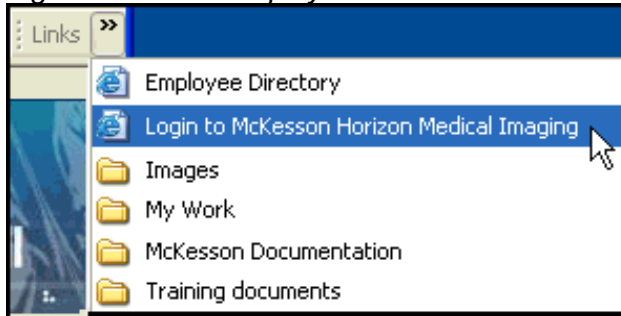 Links »
Employee Directory
Login to McKesson Horizon Medical Imaging
Images
My Work
McKesson Documentation
Training documents